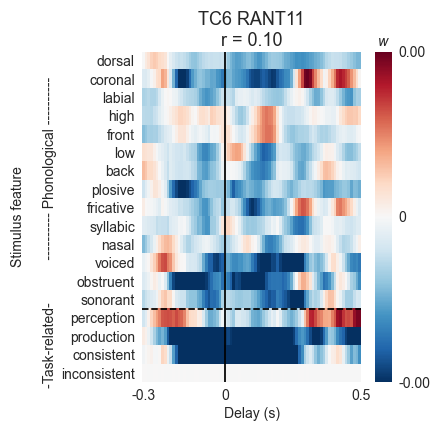 TC6 RANT11
r = 0.10
w
dorsal
coronal
labial
high
front
low
back
plosive
fricative
syllabic
nasal
voiced
obstruent
sonorant
perception
production
consistent
inconsistent
Stimulus feature
---------- Phonological ----------
-Task-related-
-0.3
0
0.5
Delay (s)
0.00
0
-0.00